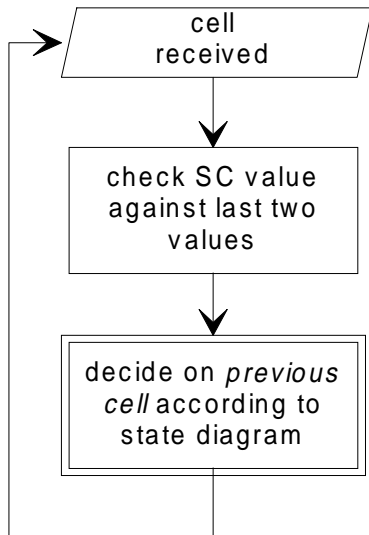 cell
received
check SC value
against last two
values
decide on previous
cell according to
state diagram